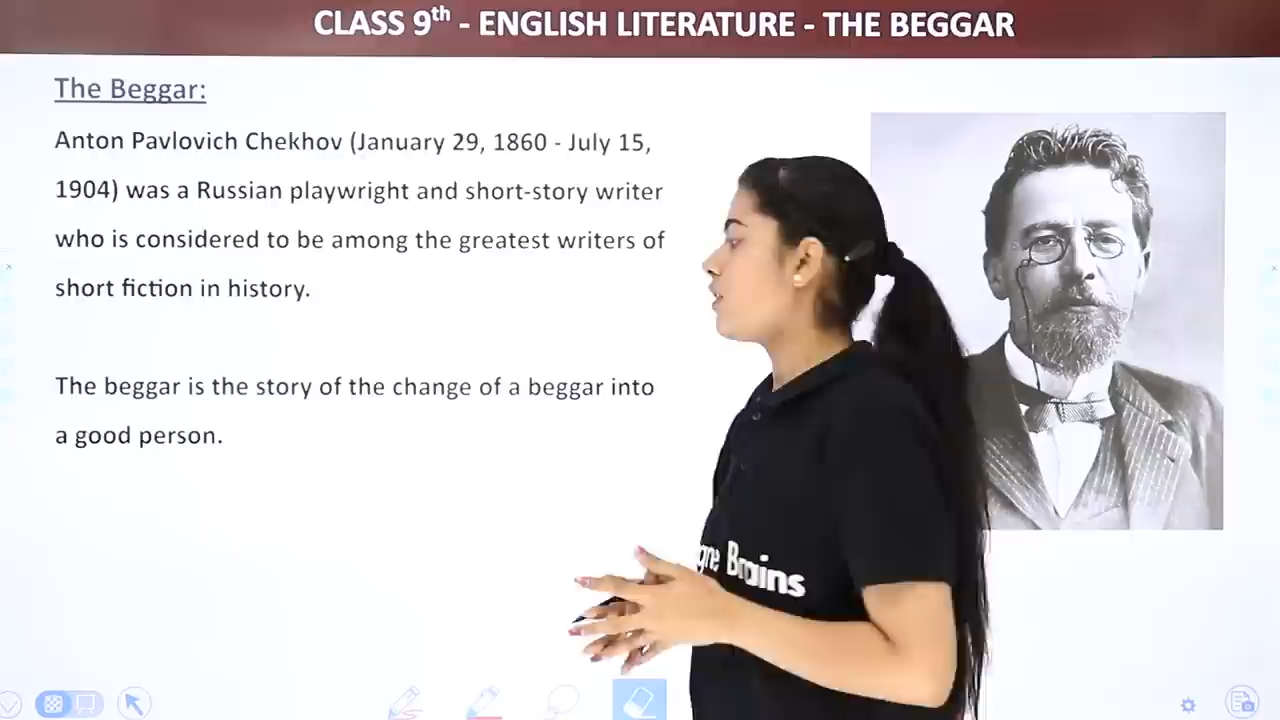 CLASS 9th - ENGLISH LITERATURE - THE BEGGAR
The Beggar:
Anton Pavlovich Chekhov (January 29, 1860 - July 15,
1904) was a Russian playwright and short-story writer
who is considered to be among the greatest writers of
short fiction in history.
The beggar is the story of the change of a beggar into
a good person.
Brains